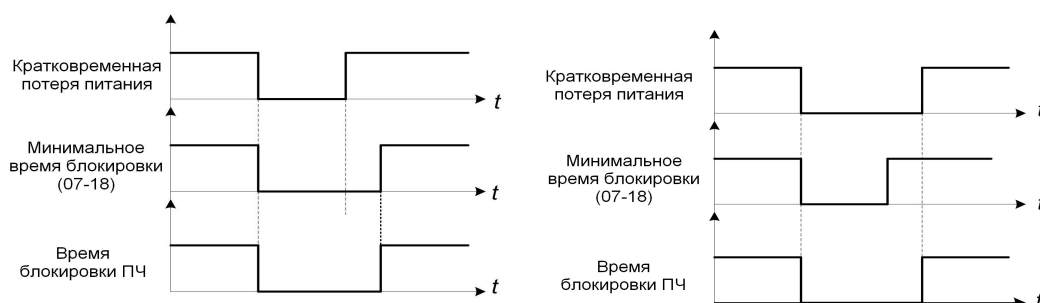 Кратковременная
потеря питания
t
Минимальное
время блокировки
(07-18)
t
Время
блокировки ПЧ
t
Кратковременная
потеря питания
t
Минимальное
время блокировки
(07-18)
t
Время
блокировки ПЧ
t